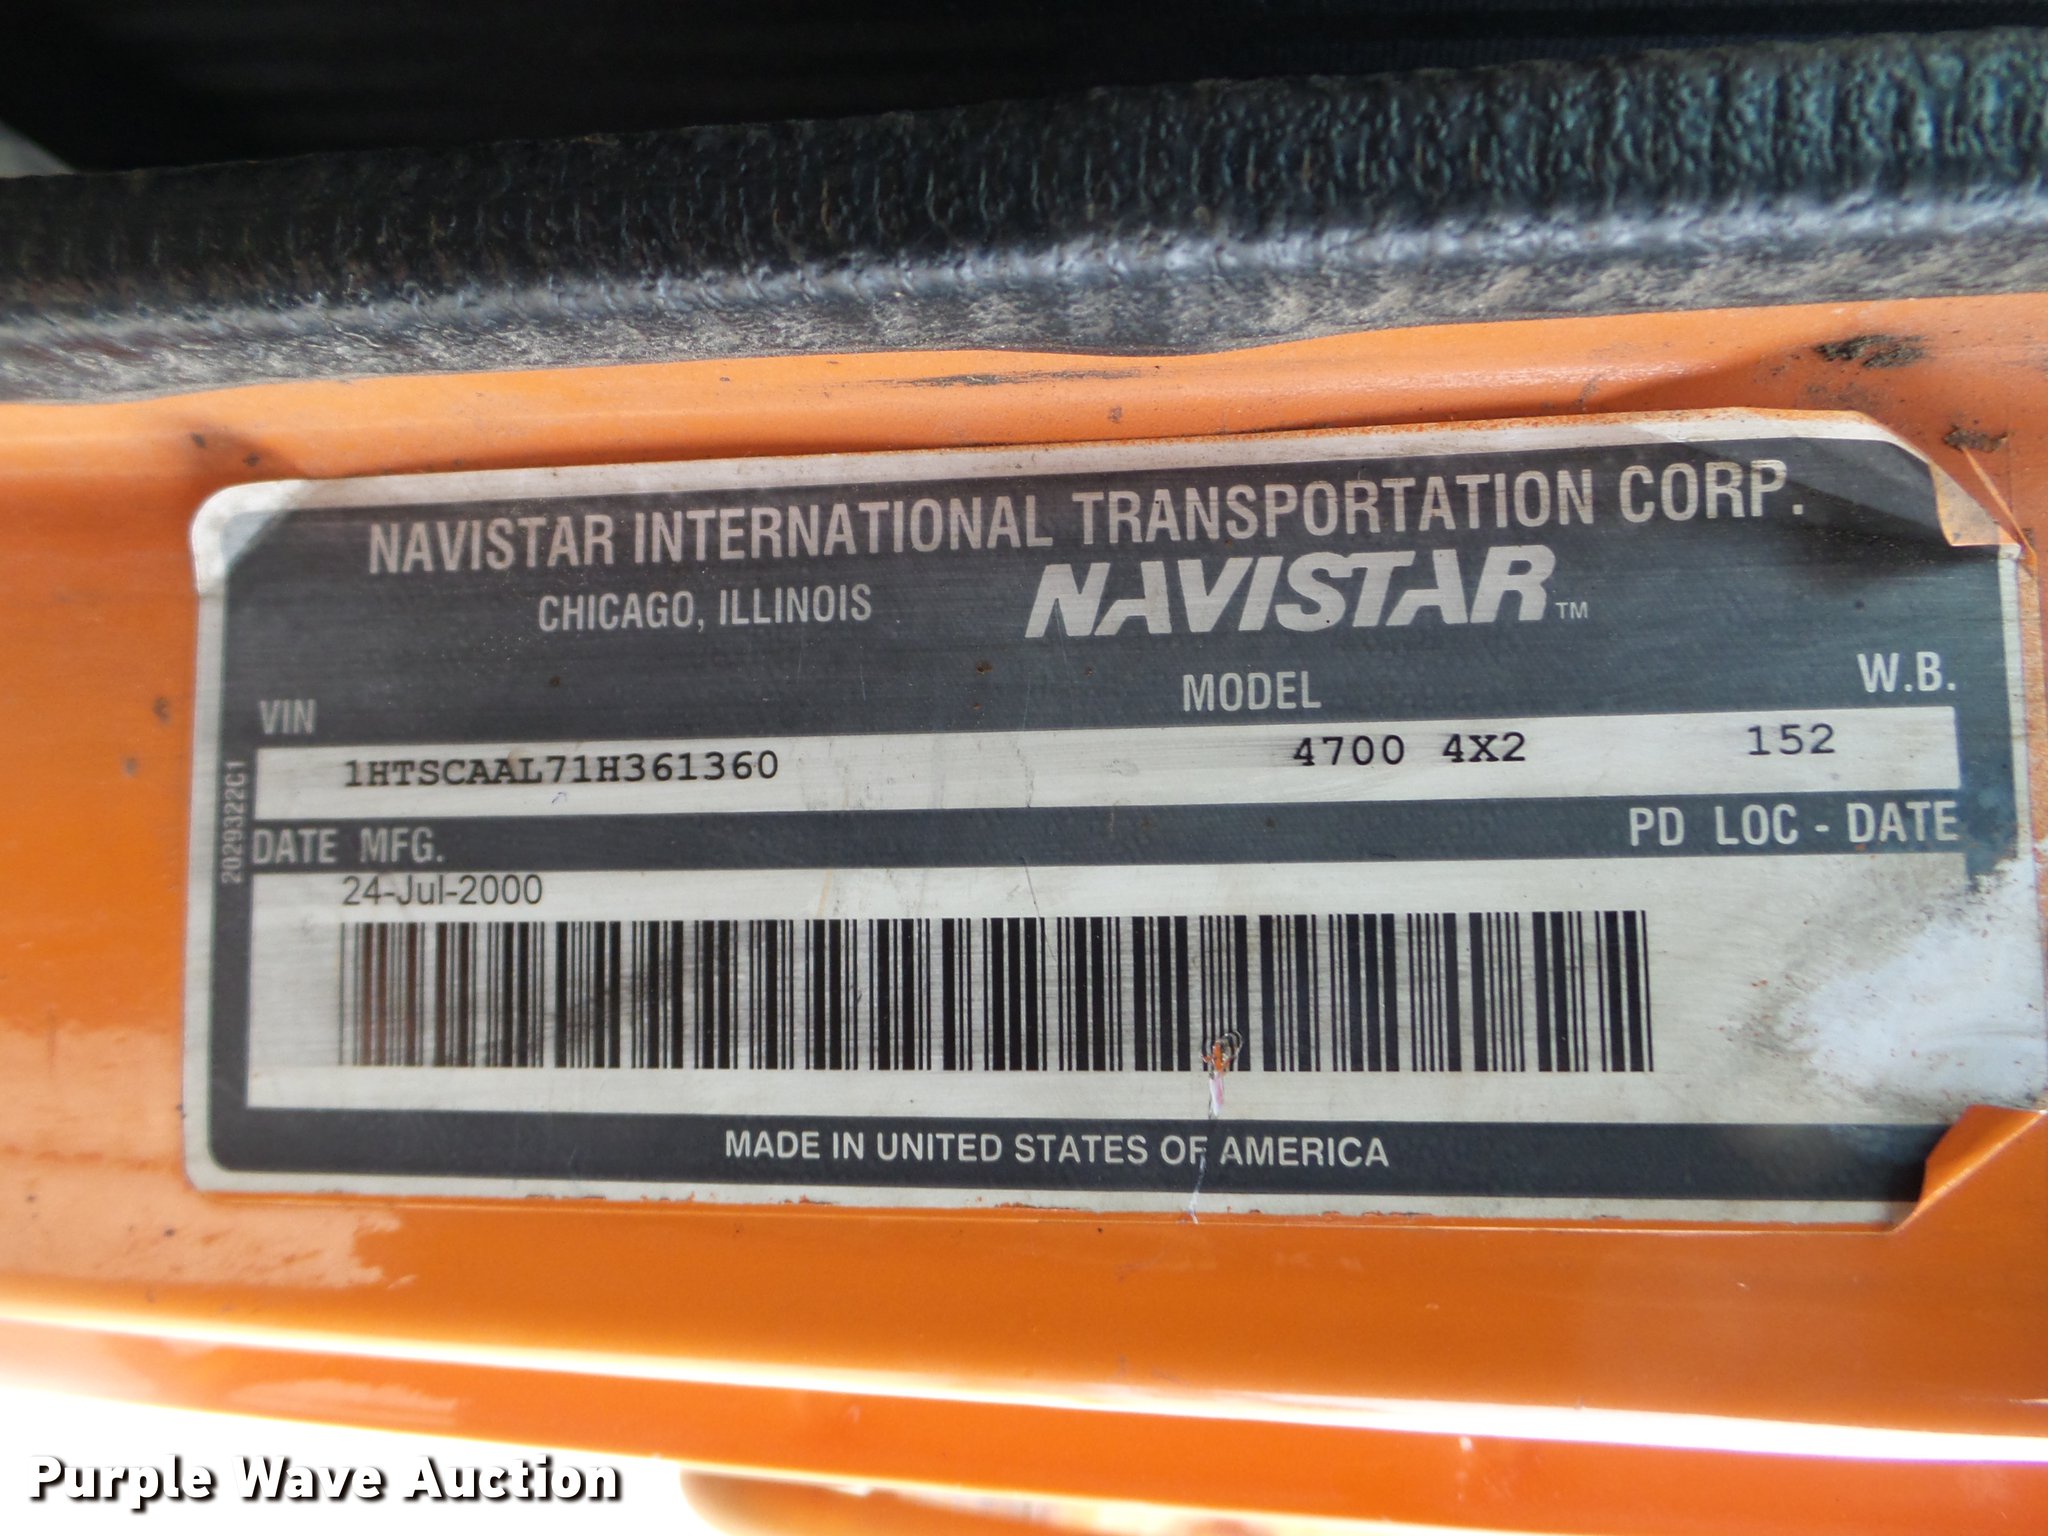 NAVISTAR INTERNATIONAL TRANSPORTATION CORP.
CHICAGO, ILLINOIS NAVISTAR™
VIN MODEL W.B.
1HTSCAAL71H361360 4700 4X2 152
2029322C1
DATE MFG. PD LOC - DATE
24-Jul-2000
MADE IN UNITED STATES OF AMERICA
Purple Wave Auction